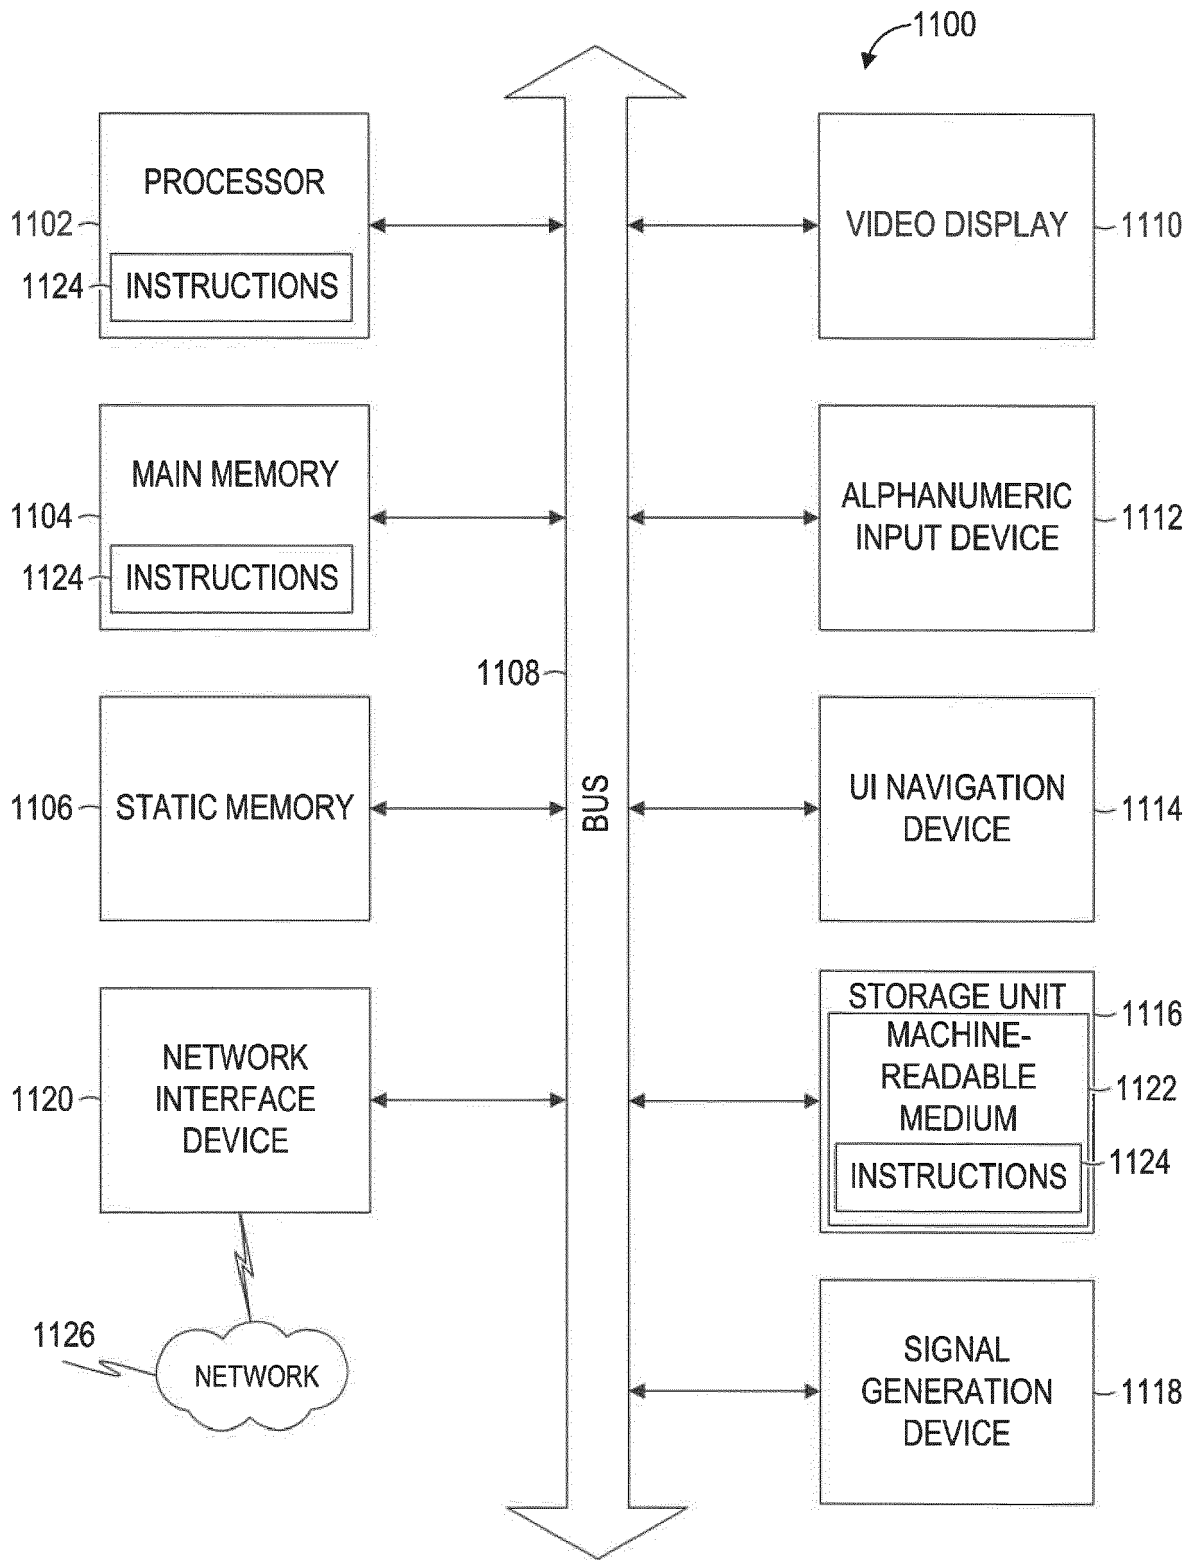 1100
PROCESSOR
1102
1124
INSTRUCTIONS
MAIN MEMORY
1104
1124
INSTRUCTIONS
STATIC MEMORY
1106
NETWORK
INTERFACE
DEVICE
1120
1126
NETWORK
1108
BUS
VIDEO DISPLAY
1110
ALPHANUMERIC
INPUT DEVICE
1112
UI NAVIGATION
DEVICE
1114
STORAGE UNIT
1116
MACHINE-
READABLE
MEDIUM
1122
1124
INSTRUCTIONS
SIGNAL
GENERATION
DEVICE
1118